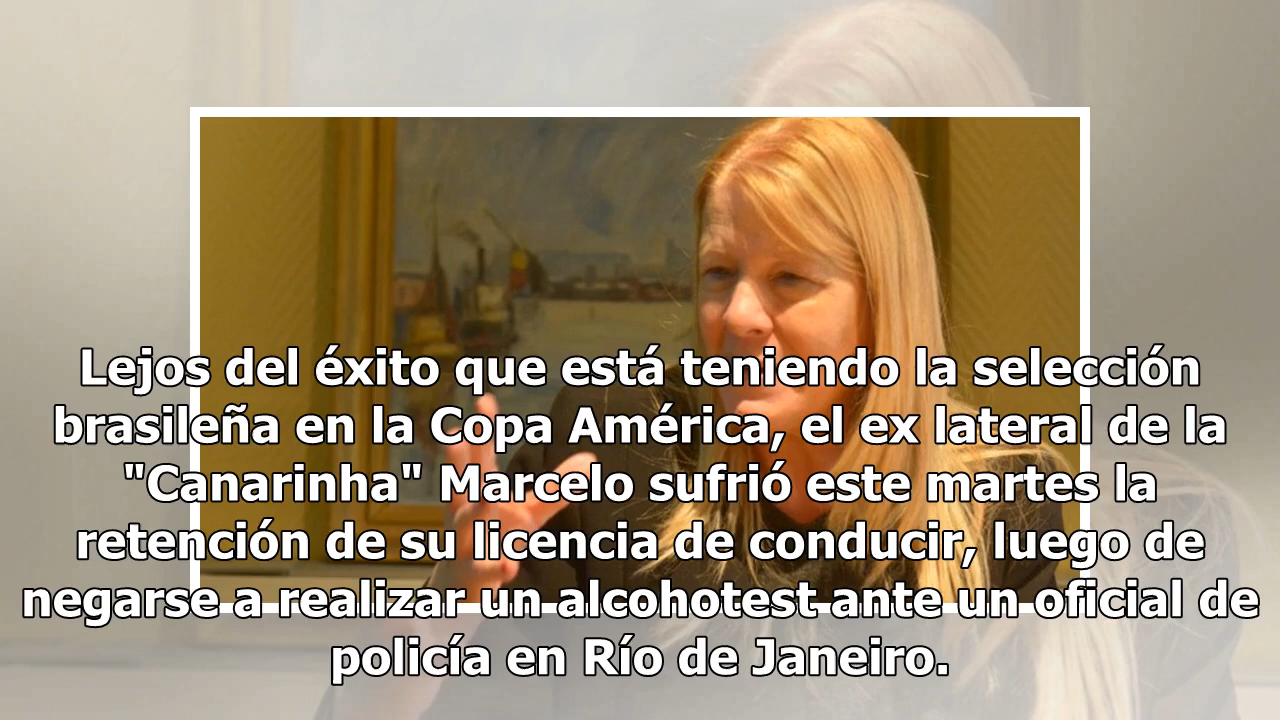 Lejos del éxito que está teniendo la selección
brasileña en la Copa América, el ex lateral de la
"Canarinha" Marcelo sufrió este martes la
retención de su licencia de conducir, luego de
negarse a realizar un alcohotest ante un oficial de
policía en Río de Janeiro.